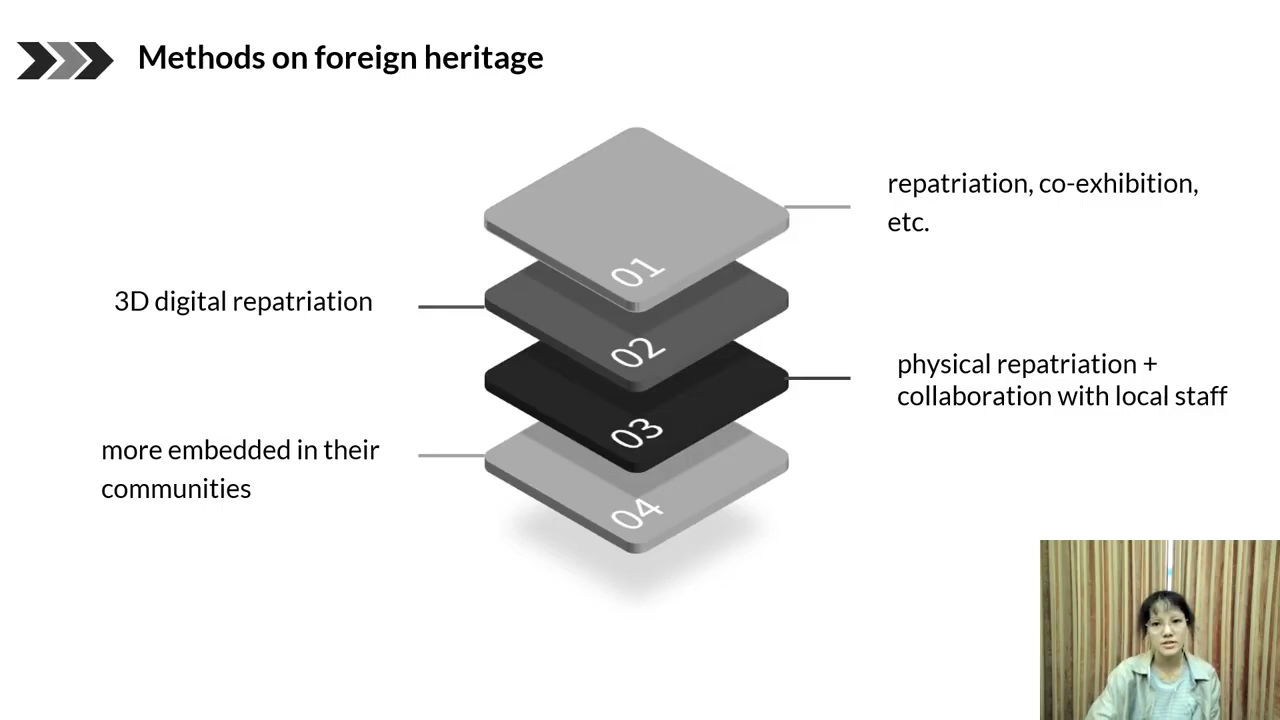 Methods on foreign heritage
01
repatriation, co-exhibition,
etc.
02
3D digital repatriation
03
physical repatriation +
collaboration with local staff
04
more embedded in their
communities